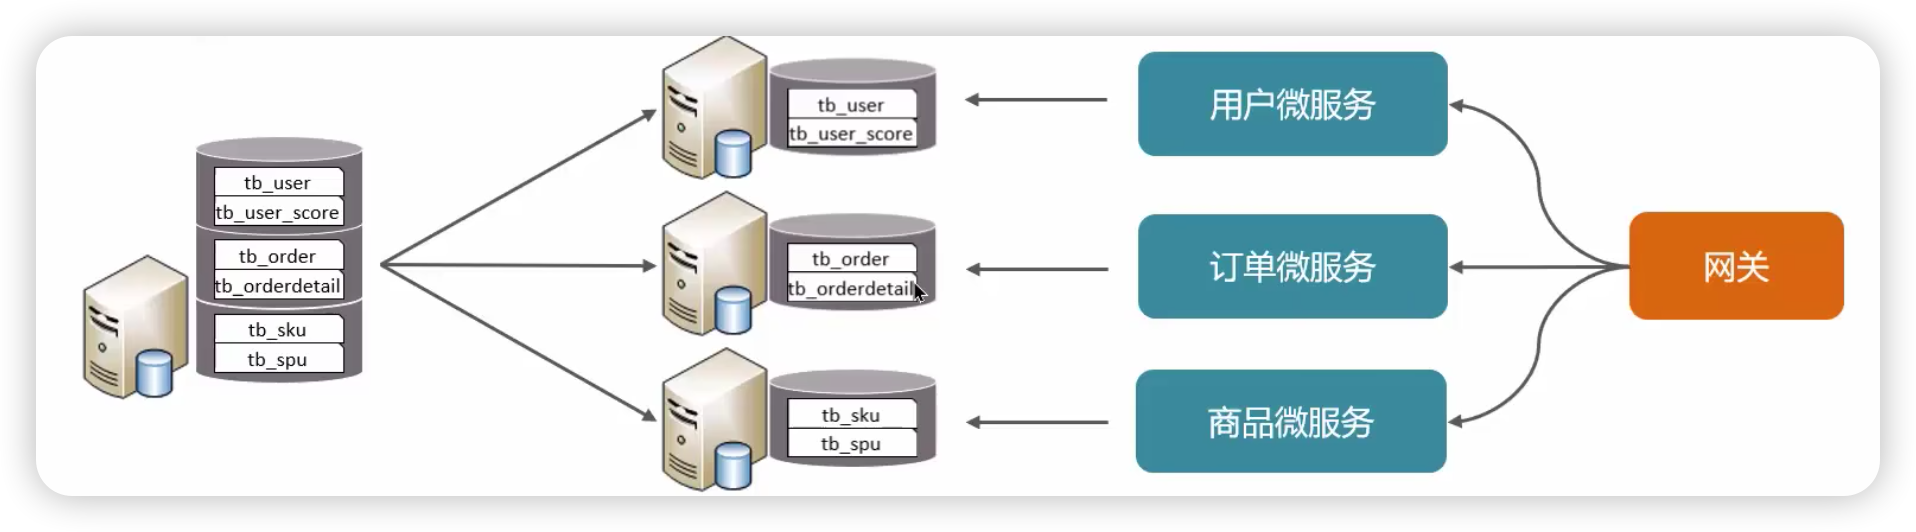 tb_user
tb_user_score
tb_order
tb_orderdetail
tb_sku
tb_spu
tb_user
tb_user_score
tb_order
tb_orderdetail
tb_sku
tb_spu
用户微服务
订单微服务
商品微服务
网关